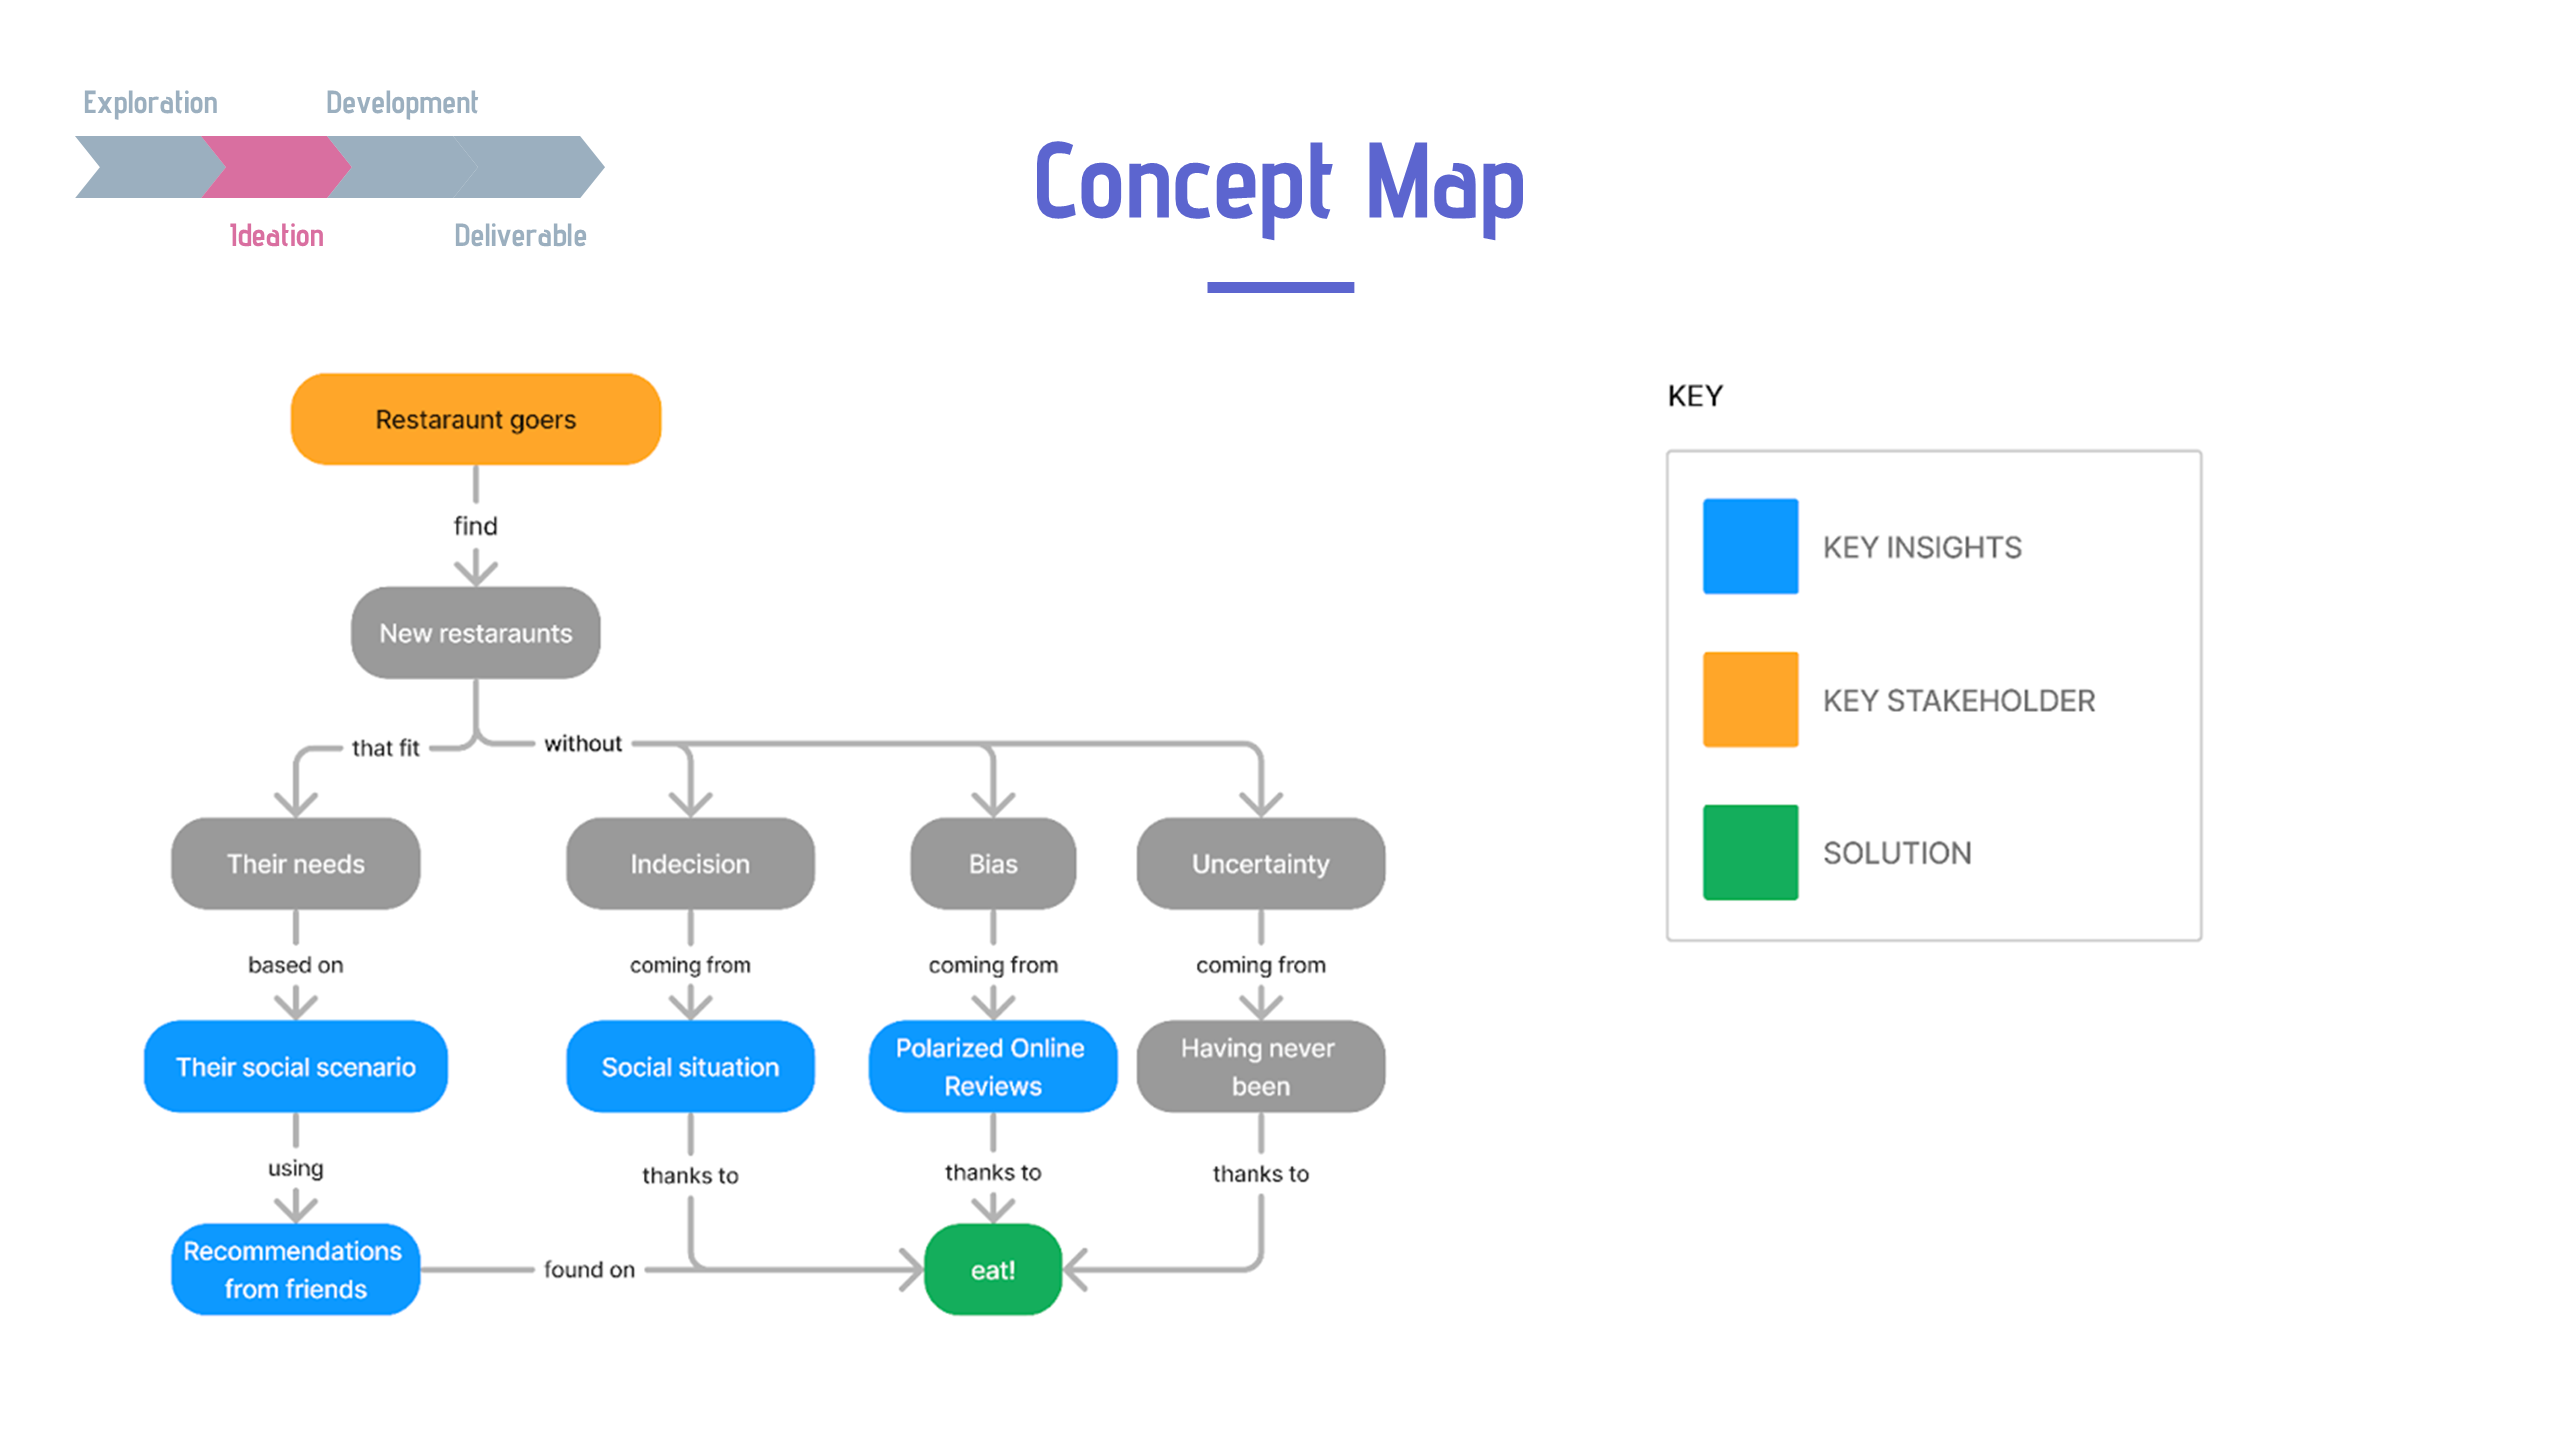 Exploration
Development
Ideation
Deliverable
Concept Map
Restaraunt goers
find
New restaraunts
that fit
without
Their needs
Indecision
Bias
Uncertainty
based on
coming from
coming from
coming from
Their social scenario
Social situation
Polarized Online
Reviews
Having never
been
using
thanks to
thanks to
thanks to
Recommendations
from friends
found on
eat!
KEY
KEY INSIGHTS
KEY STAKEHOLDER
SOLUTION